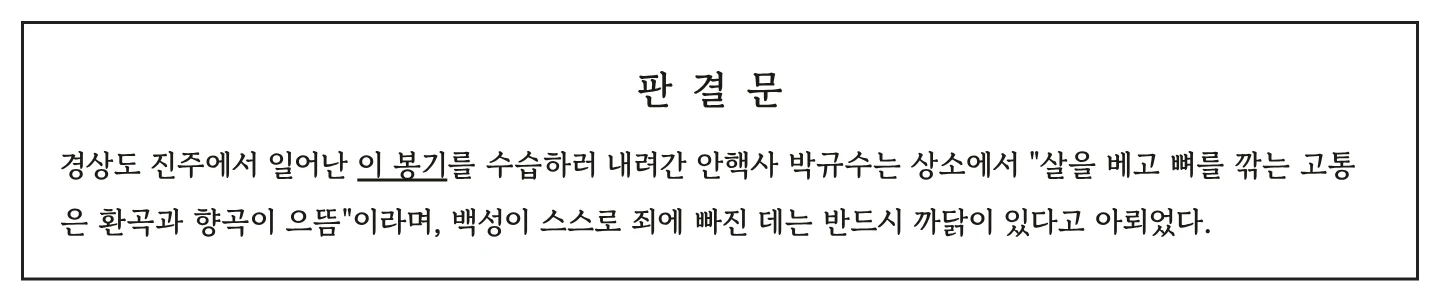 판 결 문
경상도 진주에서 일어난 이 봉기를 수습하러 내려간 안핵사 박규수는 상소에서 "살을 베고 뼈를 깎는 고통
은 환곡과 향곡이 으뜸"이라며, 백성이 스스로 죄에 빠진 데는 반드시 까닭이 있다고 아뢰었다.